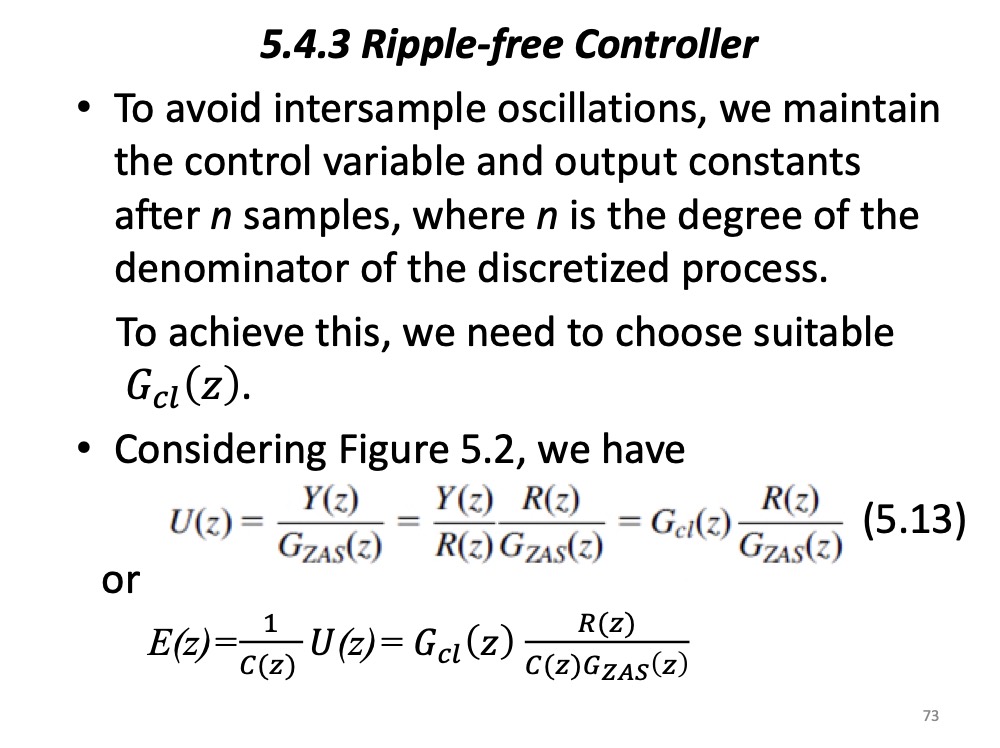 5.4.3 Ripple-free Controller
• To avoid intersample oscillations, we maintain
the control variable and output constants
after n samples, where n is the degree of the
denominator of the discretized process.
To achieve this, we need to choose suitable
G_cl(z).
• Considering Figure 5.2, we have
U(z) = Y(z)/G_ZAS(z) = Y(z)/R(z) R(z)/G_ZAS(z) = G_cl(z) R(z)/G_ZAS(z) (5.13)
or
E(z)= 1/C(z) U(z)= G_cl(z) R(z)/C(z)G_ZAS(z)
73